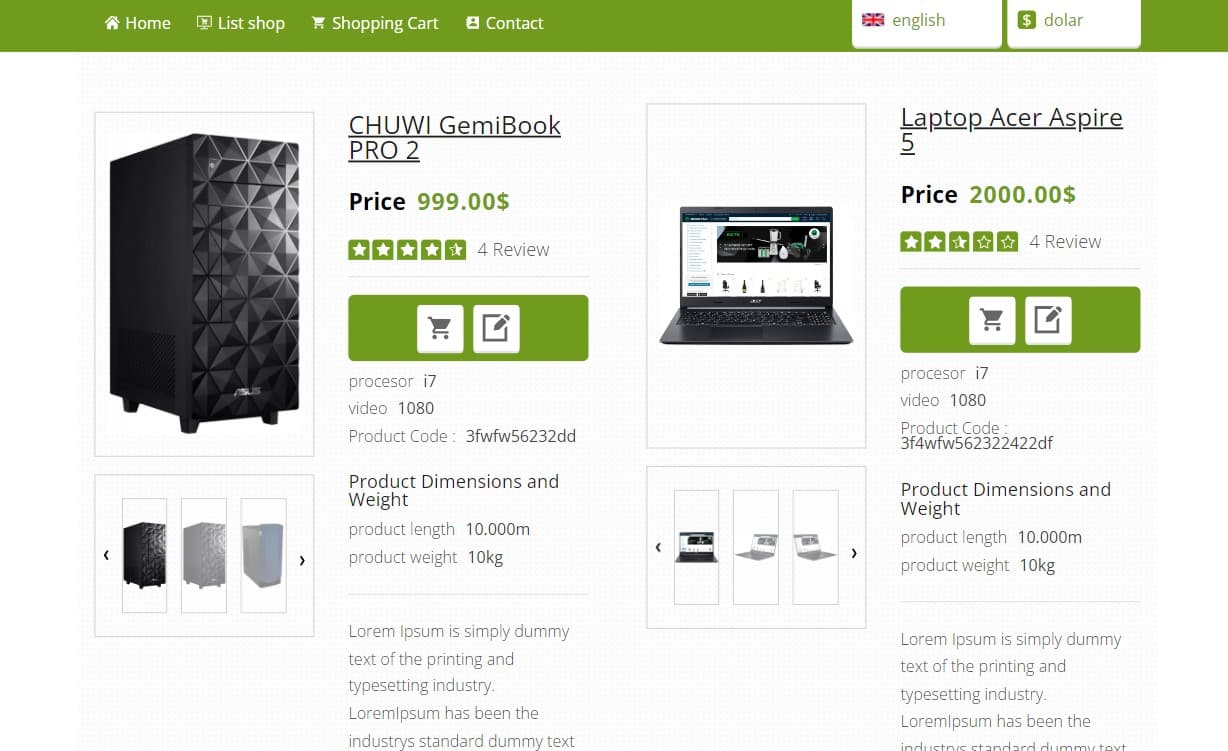 Home
List shop
Shopping Cart
Contact
english
$ dolar
CHUWI GemiBook
PRO 2
Price 999.00$
4 Review
procesor i7
video 1080
Product Code : 3fwfw56232dd
Product Dimensions and
Weight
product length 10.000m
product weight 10kg
Lorem Ipsum is simply dummy
text of the printing and
typesetting industry.
LoremIpsum has been the
industrys standard dummy text
ASUS
Laptop Acer Aspire
5
Price 2000.00$
4 Review
procesor i7
video 1080
Product Code :
3f4wfw562322422df
Product Dimensions and
Weight
product length 10.000m
product weight 10kg
Lorem Ipsum is simply dummy
text of the printing and
typesetting industry.
LoremIpsum has been the
industrys standard dummy text
acer